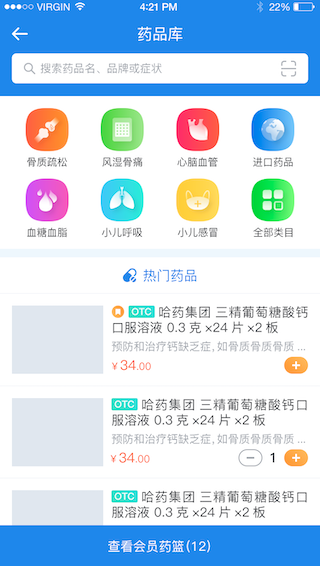 VIRGIN 4:21 PM 22%
药品库
搜索药品名、品牌或症状
骨质疏松 风湿骨痛 心脑血管 进口药品
血糖血脂 小儿呼吸 小儿感冒 全部类目
热门药品
OTC 哈药集团 三精葡萄糖酸钙
口服溶液 0.3 克 ×24 片 ×2 板
预防和治疗钙缺乏症, 如骨质骨质骨质 ...
¥34.00
OTC 哈药集团 三精葡萄糖酸钙口
服溶液 0.3 克 ×24 片 ×2 板
预防和治疗钙缺乏症, 如骨质骨质骨质 ...
¥34.00 1
OTC 哈药集团 三精葡萄糖酸钙口
服溶液 0.3 克 ×24 片 ×2 板
查看会员药篮(12)